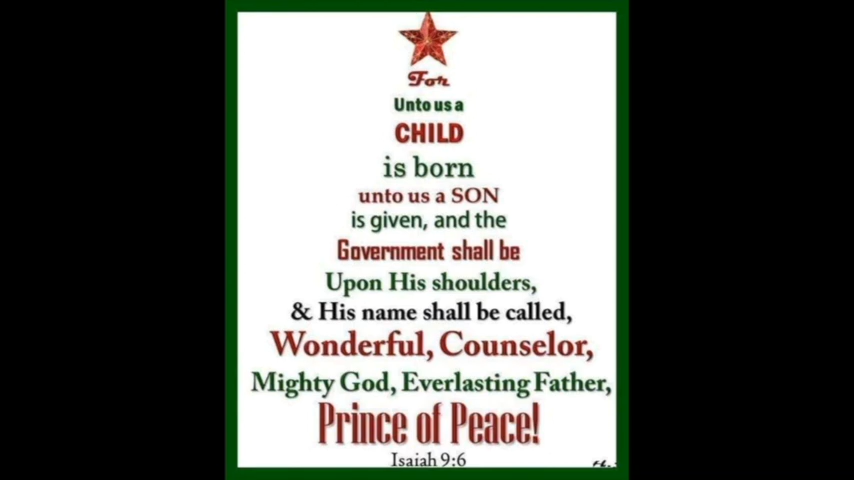 For
Unto us a
CHILD
is born
unto us a SON
is given, and the
Government shall be
Upon His shoulders,
& His name shall be called,
Wonderful, Counselor,
Mighty God, Everlasting Father,
Prince of Peace!
Isaiah 9:6